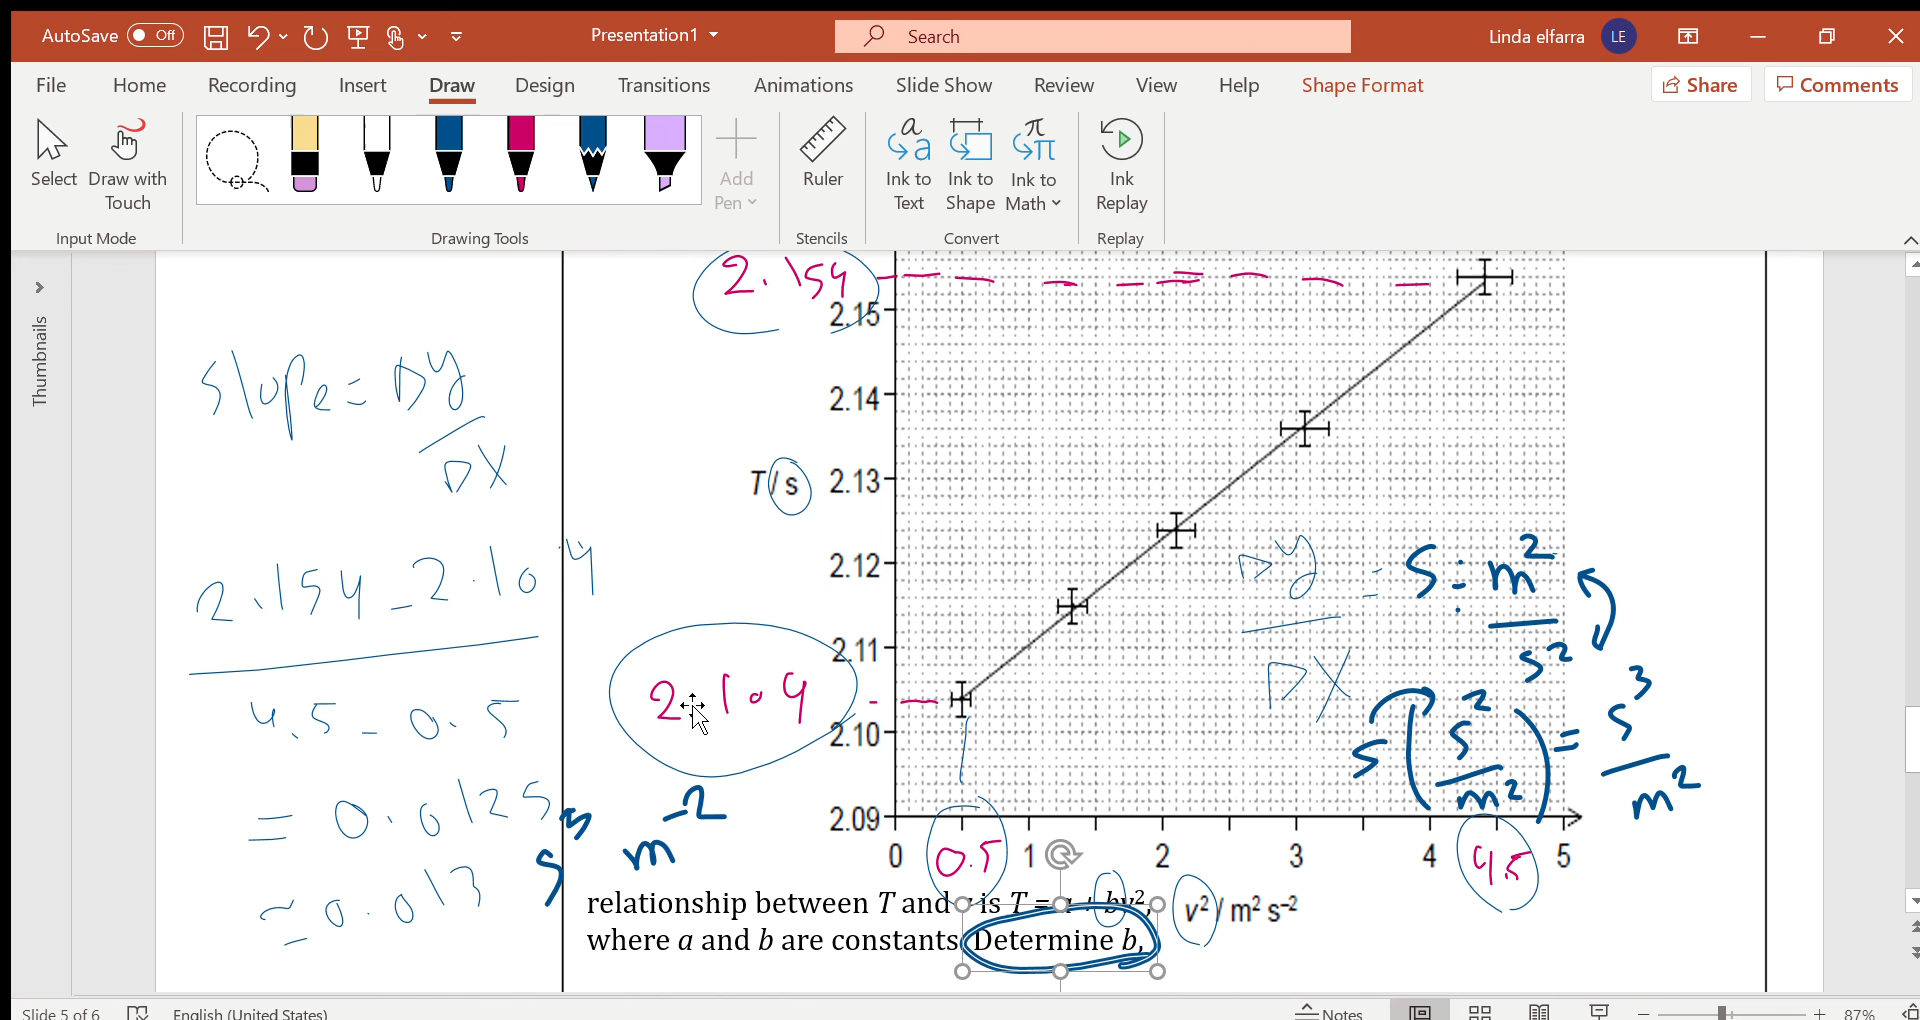 AutoSave Off Presentation1 Search Linda elfarra LE
File Home Recording Insert Draw Design Transitions Animations Slide Show Review View Help Shape Format Share Comments
Select Draw with Touch Add Pen Ruler Ink to Text Ink to Shape Ink to Math Ink Replay
Input Mode Drawing Tools Stencils Convert Replay
Thumbnails
2.154
2.15
slope = Δy
ΔX
2.14
T / s 2.13
2.12
2.154 - 2.104
4.5 - 0.5
Δy = s ÷ m²
ΔX s²
2.11
2.104
s ( s² ) = s³
m² m²
2.10
= 0.0125
≃ 0.013 s³ m⁻²
2.09
0 0.5 1 2 3 4 4.5 5
v² / m² s⁻²
relationship between T and v is T = a + bv²,
where a and b are constants. Determine b,
Slide 5 of 6 English (United States) Notes 87%